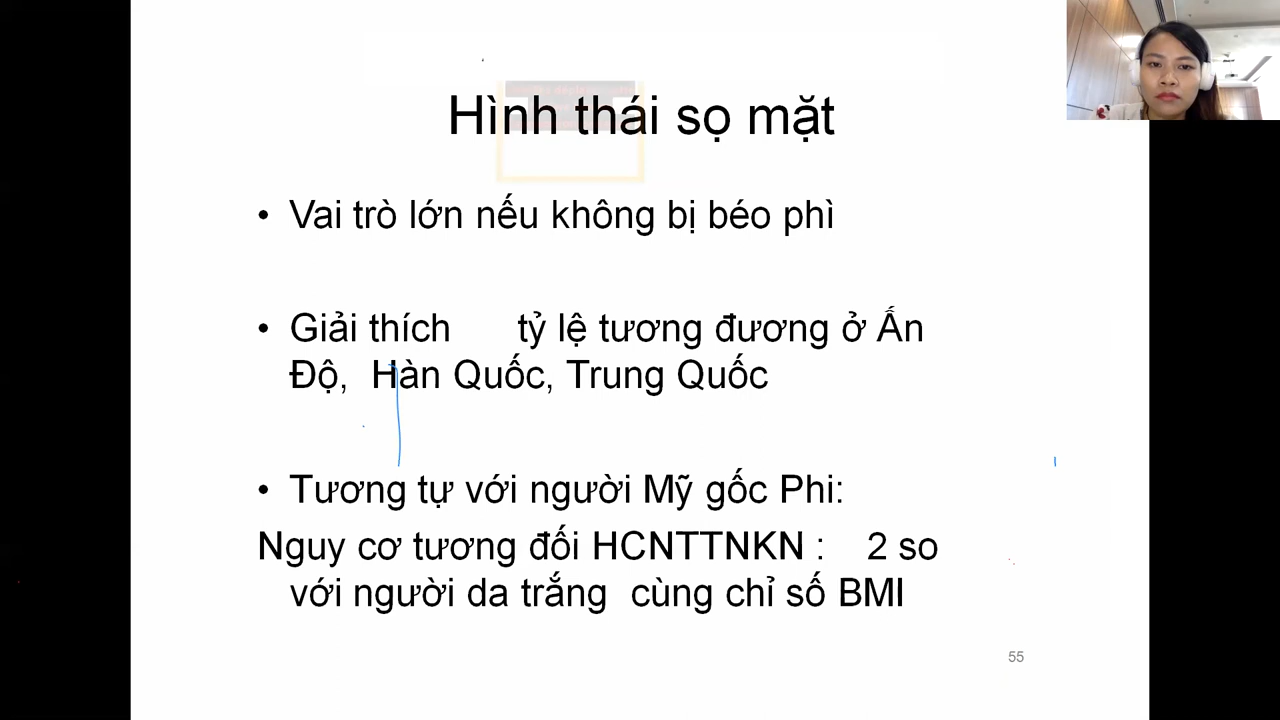 Hình thái sọ mặt
• Vai trò lớn nếu không bị béo phì
• Giải thích tỷ lệ tương đương ở Ấn
Độ, Hàn Quốc, Trung Quốc
• Tương tự với người Mỹ gốc Phi:
Nguy cơ tương đối HCNTTNKN : 2 so
với người da trắng cùng chỉ số BMI
55